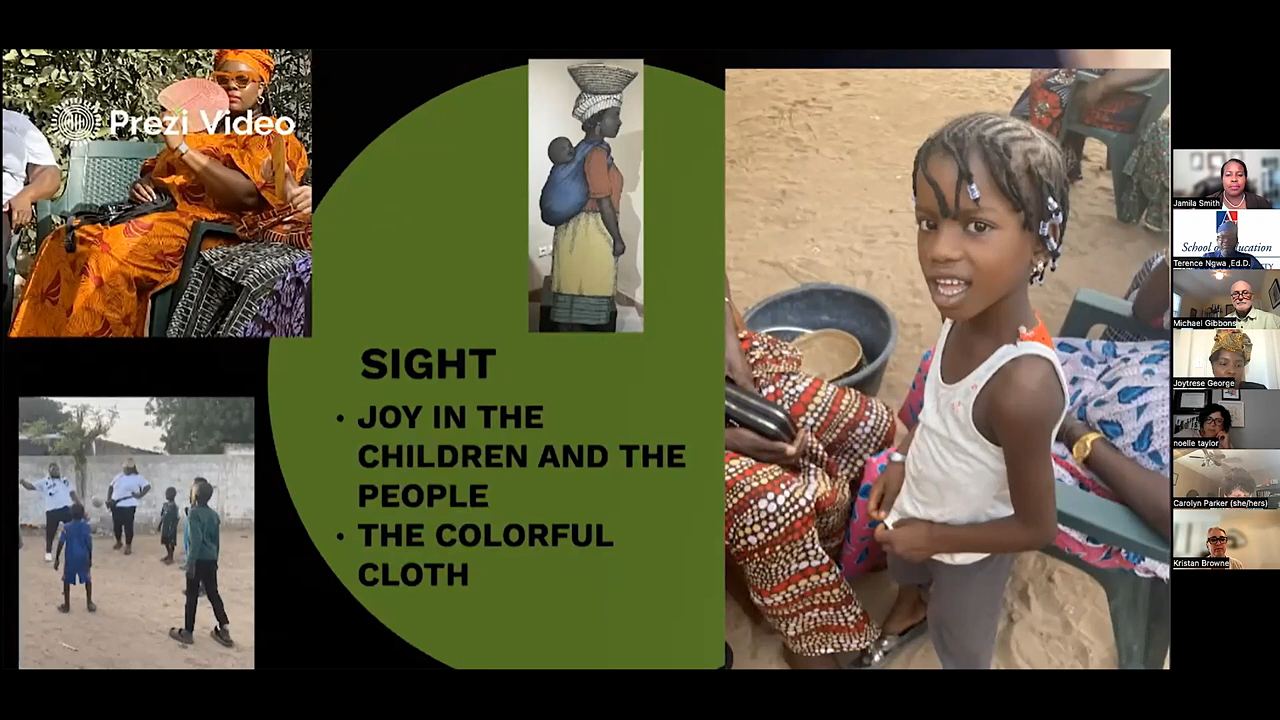 Prezi Video
SIGHT
• JOY IN THE
CHILDREN AND THE
PEOPLE
• THE COLORFUL
CLOTH
Jamila Smith
School of Education
Terence Ngwa ,Ed.D.
Michael Gibbons
Joytrese George
noelle taylor
Carolyn Parker (she/hers)
Kristan Browne